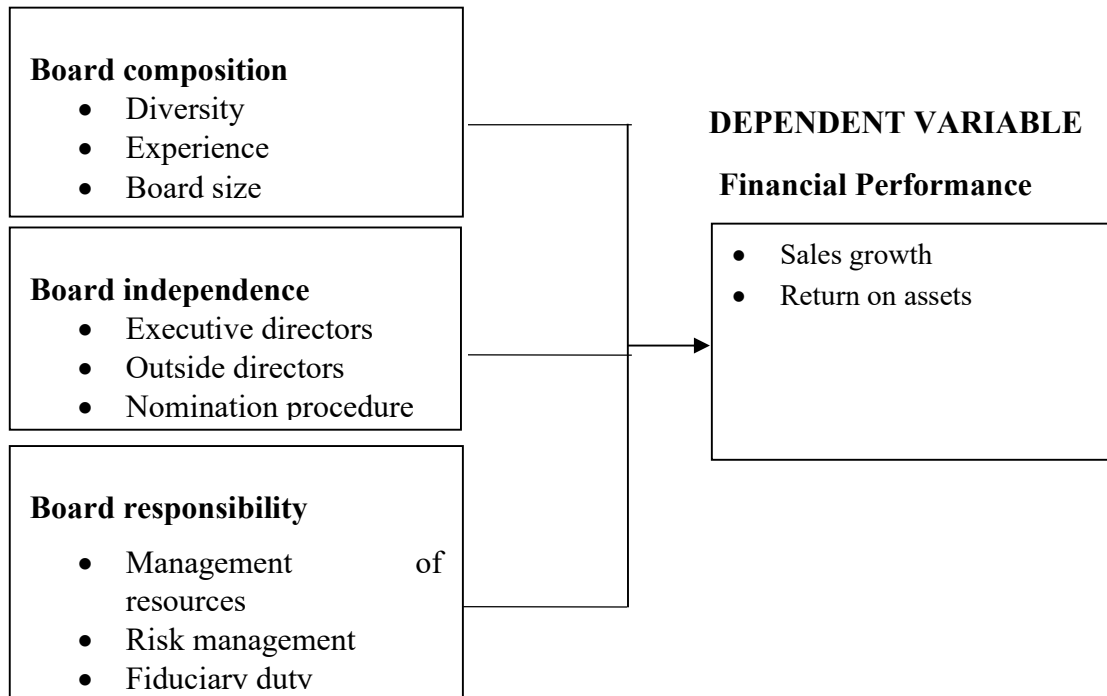 Board composition
• Diversity
• Experience
• Board size
Board independence
• Executive directors
• Outside directors
• Nomination procedure
Board responsibility
• Management of
resources
• Risk management
• Fiduciary duty
DEPENDENT VARIABLE
Financial Performance
• Sales growth
• Return on assets